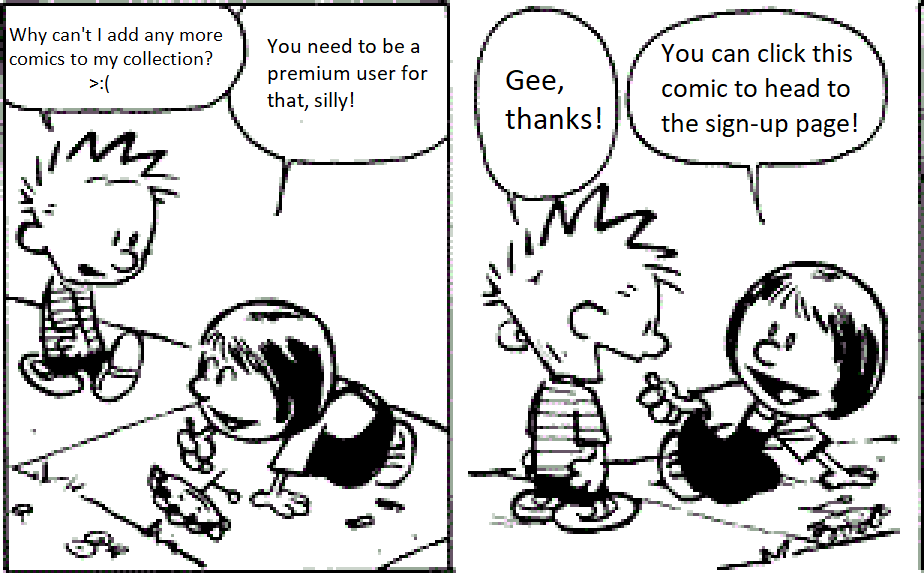 Why can't I add any more
comics to my collection?
>:(
You need to be a
premium user for
that, silly!
Gee,
thanks!
You can click this
comic to head to
the sign-up page!